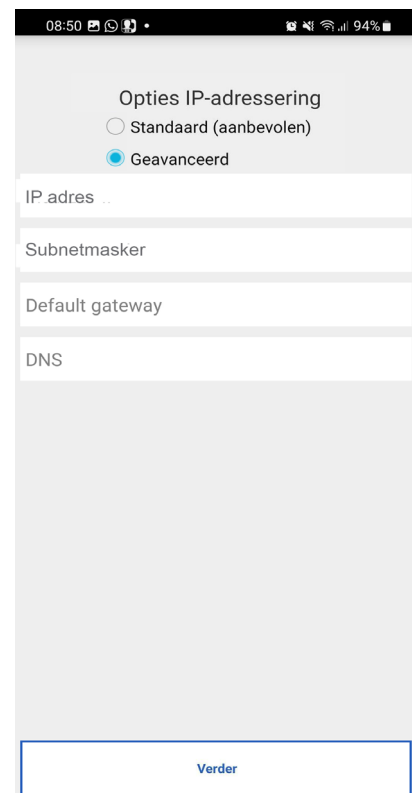 08:50 94%
Opties IP-adressering
Standaard (aanbevolen)
Geavanceerd
IP adres
Subnetmasker
Default gateway
DNS
Verder